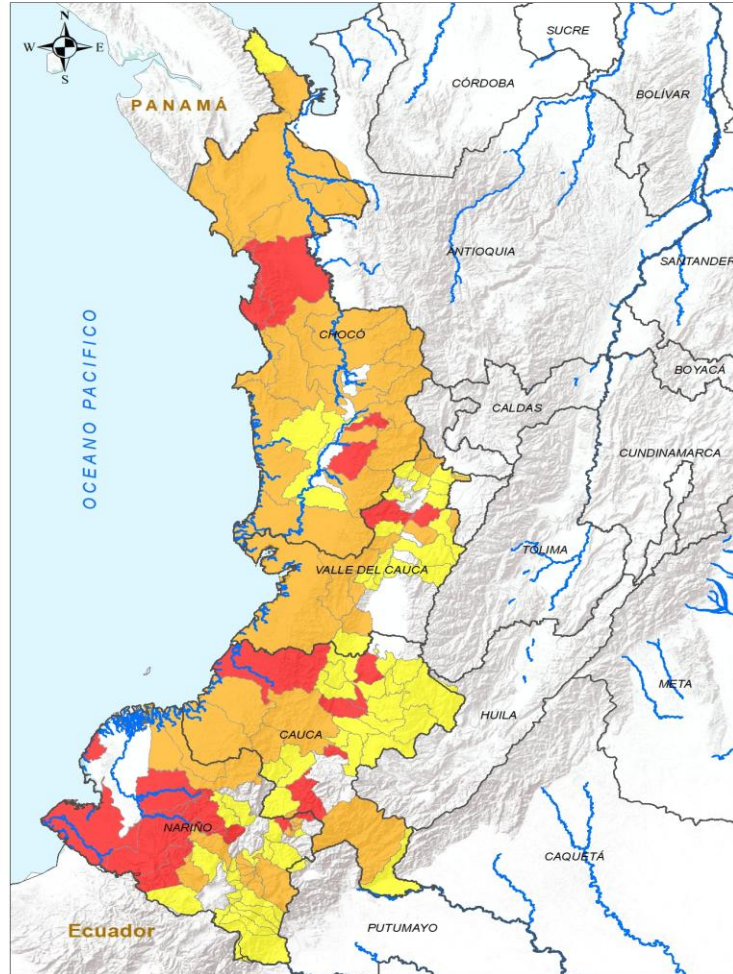 N
W E
S
SUCRE
CÓRDOBA
BOLÍVAR
PANAMÁ
ANTIOQUIA
SANTANDER
OCEANO PACIFICO
CHOCÓ
BOYACÁ
CALDAS
CUNDINAMARCA
TOLIMA
VALLE DEL CAUCA
META
HUILA
CAUCA
NARIÑO
CAQUETÁ
PUTUMAYO
Ecuador